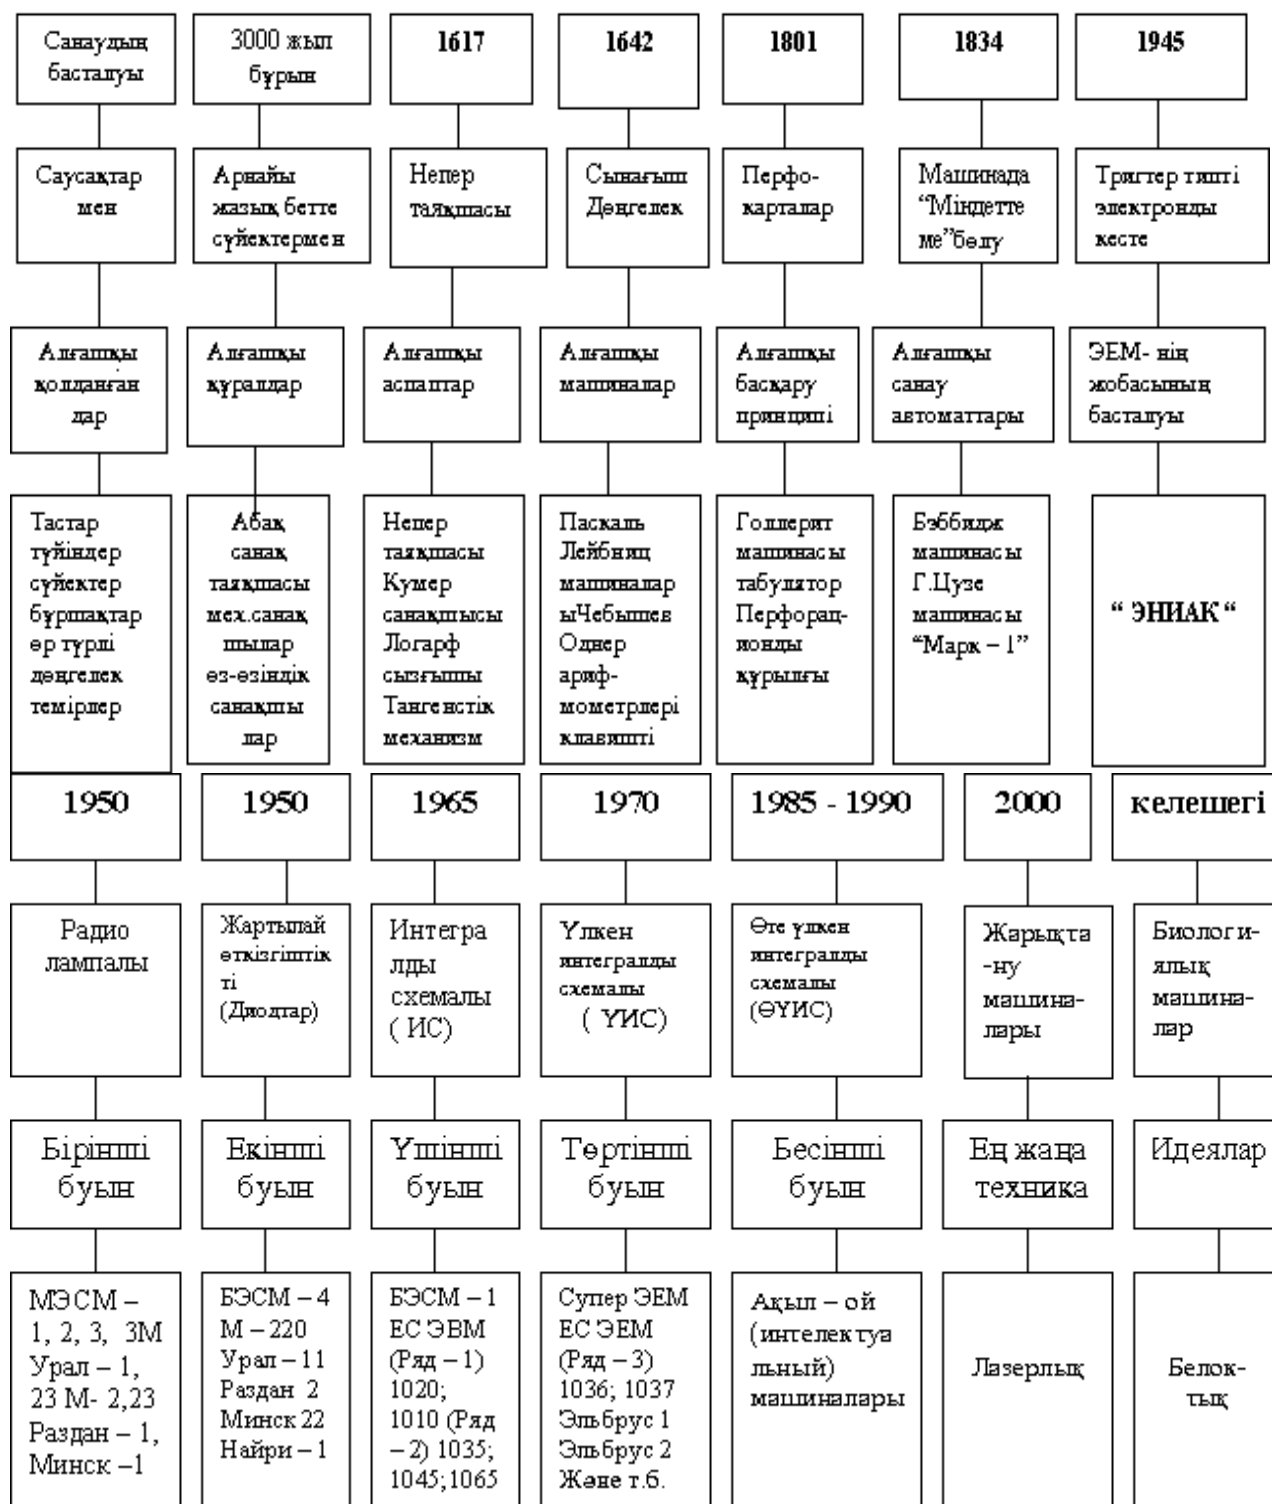 Санаудың
басталуы
3000 жыл
бұрын
1617
1642
1801
1834
1945
Саусақтар
мен
Арнайы
жазық бетте
сүйектермен
Непер
таяқшасы
Сынағыш
Дөңгелек
Перфо-
карталар
Машинада
“Міндетте
ме”бөлу
Тригтер типті
электронды
кесте
Алғашқы
қолданған
дар
Алғашқы
құралдар
Алғашқы
аспаптар
Алғашқы
машиналар
Алғашқы
басқару
принципі
Алғашқы
санау
автоматтары
ЭЕМ- нің
жобасының
басталуы
Тастар
түйіндер
сүйектер
бұршақтар
әр түрлі
дөңгелек
темірлер
Абақ
санақ
таяқшасы
мех.санақ
шылар
өз-өзіндік
санақшы
лар
Непер
таяқшасы
Кумер
санақшысы
Логарф
сызғышы
Тангенстік
механизм
Паскаль
Лейбниц
машиналар
ыЧебышев
Однер
ариф-
мометрлері
клавишті
Голлерит
машинасы
табулятор
Перфорац-
ионды
құрылғы
Бэббидж
машинасы
Г.Цузе
машинасы
“Марк – 1”
“ ЭНИАК “
1950
1950
1965
1970
1985 - 1990
2000
келешегі
Радио
лампалы
Жартылай
өткізгіштік
ті
(Диодтар)
Интегра
лды
схемалы
( ИС)
Үлкен
интегралды
схемалы
( ҮИС)
Өте үлкен
интегралды
схемалы
(ӨҮИС)
Жарықта
-ну
машина-
лары
Биологи-
ялық
машина-
лар
Бірінші
буын
Екінші
буын
Үшінші
буын
Төртінші
буын
Бесінші
буын
Ең жаңа
техника
Идеялар
МЭСМ –
1, 2, 3, 3М
Урал – 1,
23 М- 2,23
Раздан – 1,
Минск –1
БЭСМ – 4
М – 220
Урал – 11
Раздан 2
Минск 22
Найри – 1
БЭСМ – 1
ЕС ЭВМ
(Ряд – 1)
1020;
1010 (Ряд
– 2) 1035;
1045;1065
Супер ЭЕМ
ЕС ЭЕМ
(Ряд – 3)
1036; 1037
Эльбрус 1
Эльбрус 2
Және т.б.
Ақыл – ой
(интелектуа
льный)
машиналары
Лазерлық
Белок-
тық